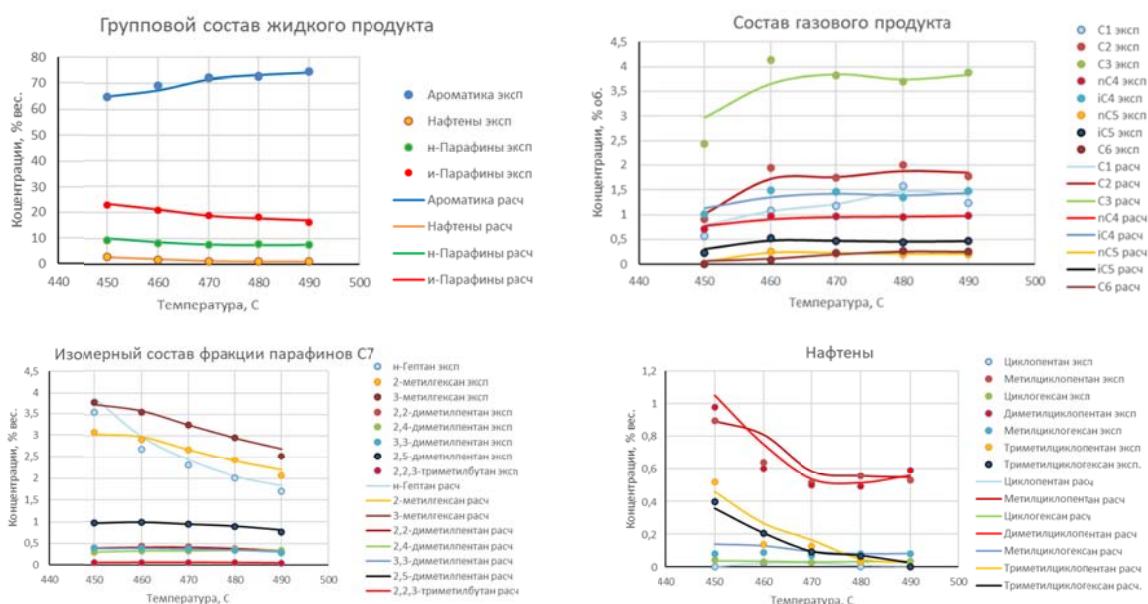 Групповой состав жидкого продукта
Коцентрации, % вес.
80
70
60
50
40
30
20
10
0
440
450
460
470
480
490
500
Температура, С
Ароматика эксп
Нафтены эксп
н-Парафины эксп
и-Парафины эксп
Ароматика расч
Нафтены расч
н-Парафины расч
и-Парафины расч
Состав газового продукта
Концентрации, % об.
4,5
4
3,5
3
2,5
2
1,5
1
0,5
0
440
450
460
470
480
490
500
Температура, С
С1 эксп
С2 эксп
С3 эксп
nC4 эксп
iC4 эксп
nC5 эксп
iC5 эксп
С6 эксп
С1 расч
С2 расч
С3 расч
nC4 расч
iC4 расч
nC5 расч
iC5 расч
С6 расч
Изомерный состав фракции парафинов С7
Концентрации, % вес.
4,5
4
3,5
3
2,5
2
1,5
1
0,5
0
440
450
460
470
480
490
500
Температура, С
н-Гептан эксп
2-метилгексан эксп
3-метилгексан эксп
2,2-диметилпентан эксп
2,4-диметилпентан эксп
3,3-диметилпентан эксп
2,5-диметилпентан эксп
2,2,3-триметилбутан эксп
н-Гептан расч
2-метилгексан расч
3-метилгексан расч
2,2-диметилпентан расч
2,4-диметилпентан расч
3,3-диметилпентан расч
2,5-диметилпентан расч
2,2,3-триметилбутан расч
Нафтены
Концентрации, % вес.
1,2
1
0,8
0,6
0,4
0,2
0
440
450
460
470
480
490
500
Температура, С
Циклопентан эксп
Метилциклопентан эксп
Циклогексан эксп
Диметилциклопентан эксп
Метилциклогексан эксп
Триметилциклопентан эксп
Триметилциклогексан эксп.
Циклопентан расч
Метилциклопентан расч
Циклогексан расч
Диметилциклопентан расч
Метилциклогексан расч
Триметилциклопентан расч
Триметилциклогексан расч.